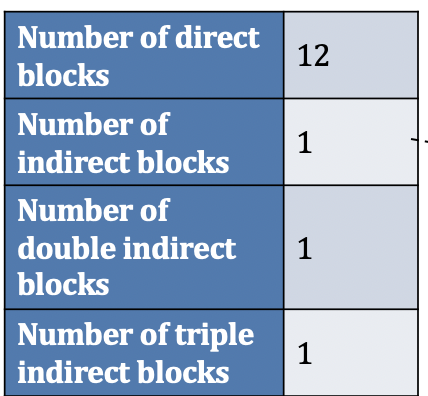 Number of direct
blocks
12
Number of
indirect blocks
1
Number of
double indirect
blocks
1
Number of triple
indirect blocks
1